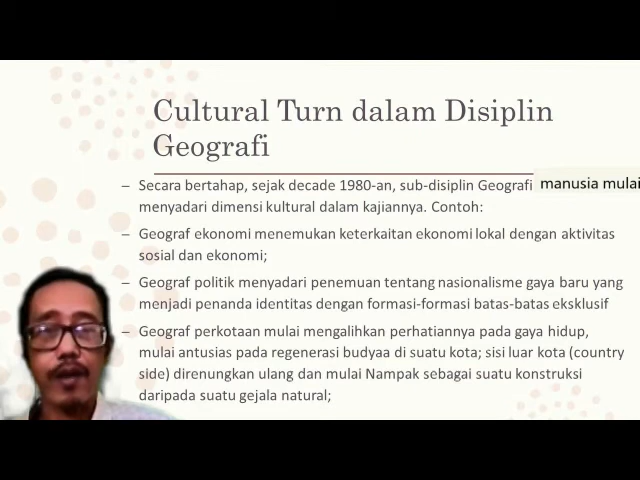 Cultural Turn dalam Disiplin
Geografi
– Secara bertahap, sejak decade 1980-an, sub-disiplin Geografi manusia mulai
menyadari dimensi kultural dalam kajiannya. Contoh:
– Geograf ekonomi menemukan keterkaitan ekonomi lokal dengan aktivitas
sosial dan ekonomi;
– Geograf politik menyadari penemuan tentang nasionalisme gaya baru yang
menjadi penanda identitas dengan formasi-formasi batas-batas eksklusif
– Geograf perkotaan mulai mengalihkan perhatiannya pada gaya hidup,
mulai antusias pada regenerasi budyaa di suatu kota; sisi luar kota (country
side) direnungkan ulang dan mulai Nampak sebagai suatu konstruksi
daripada suatu gejala natural;